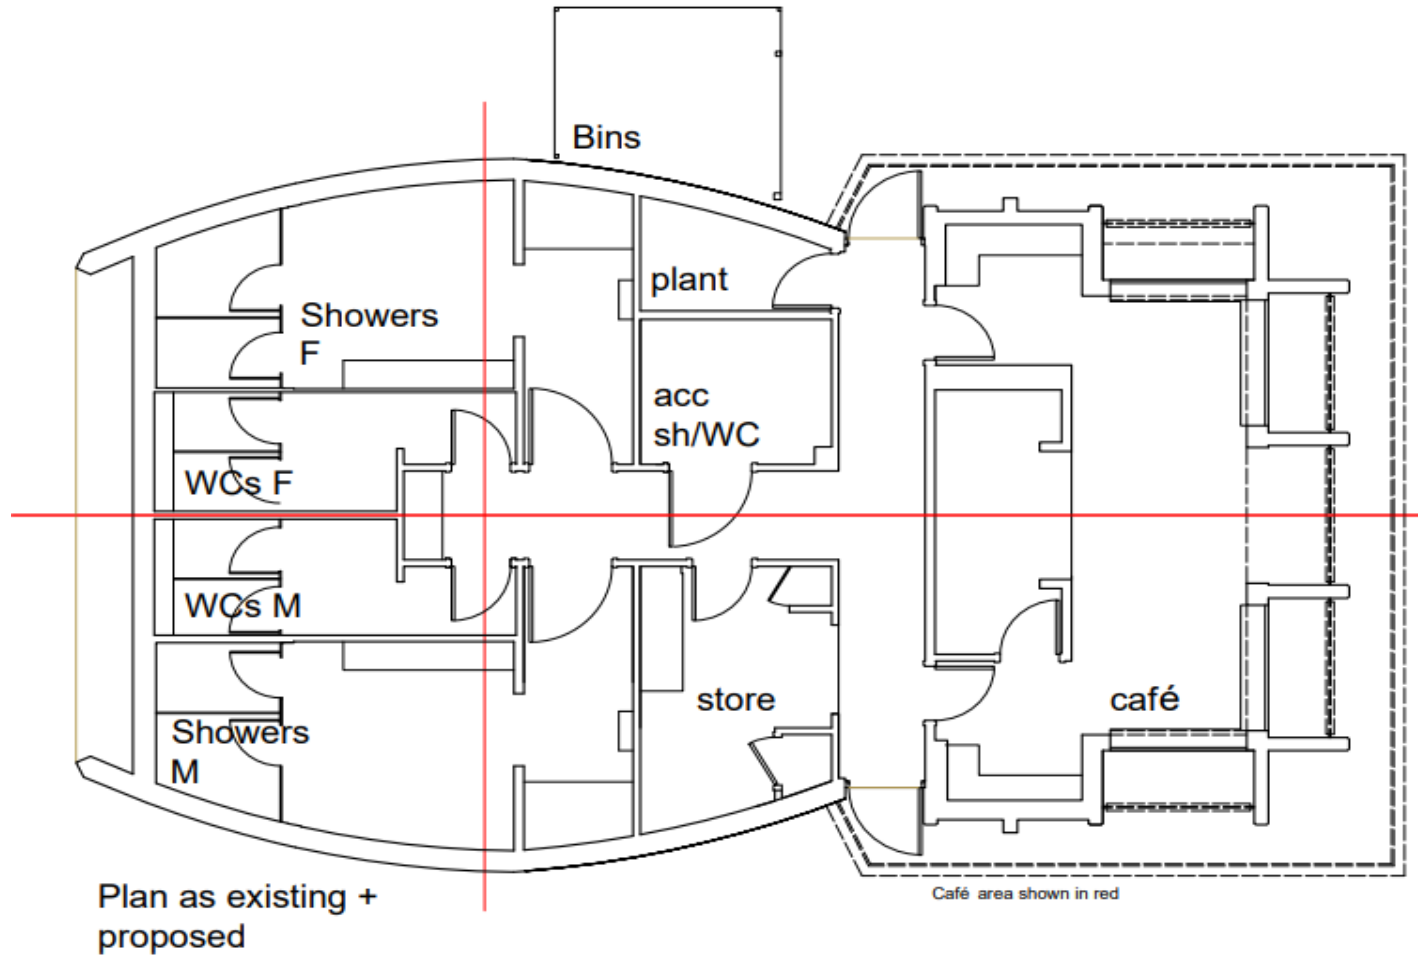 Bins
plant
Showers
F
acc
sh/WC
WCs F
WCs M
store
café
Showers
M
Plan as existing +
proposed
Café area shown in red